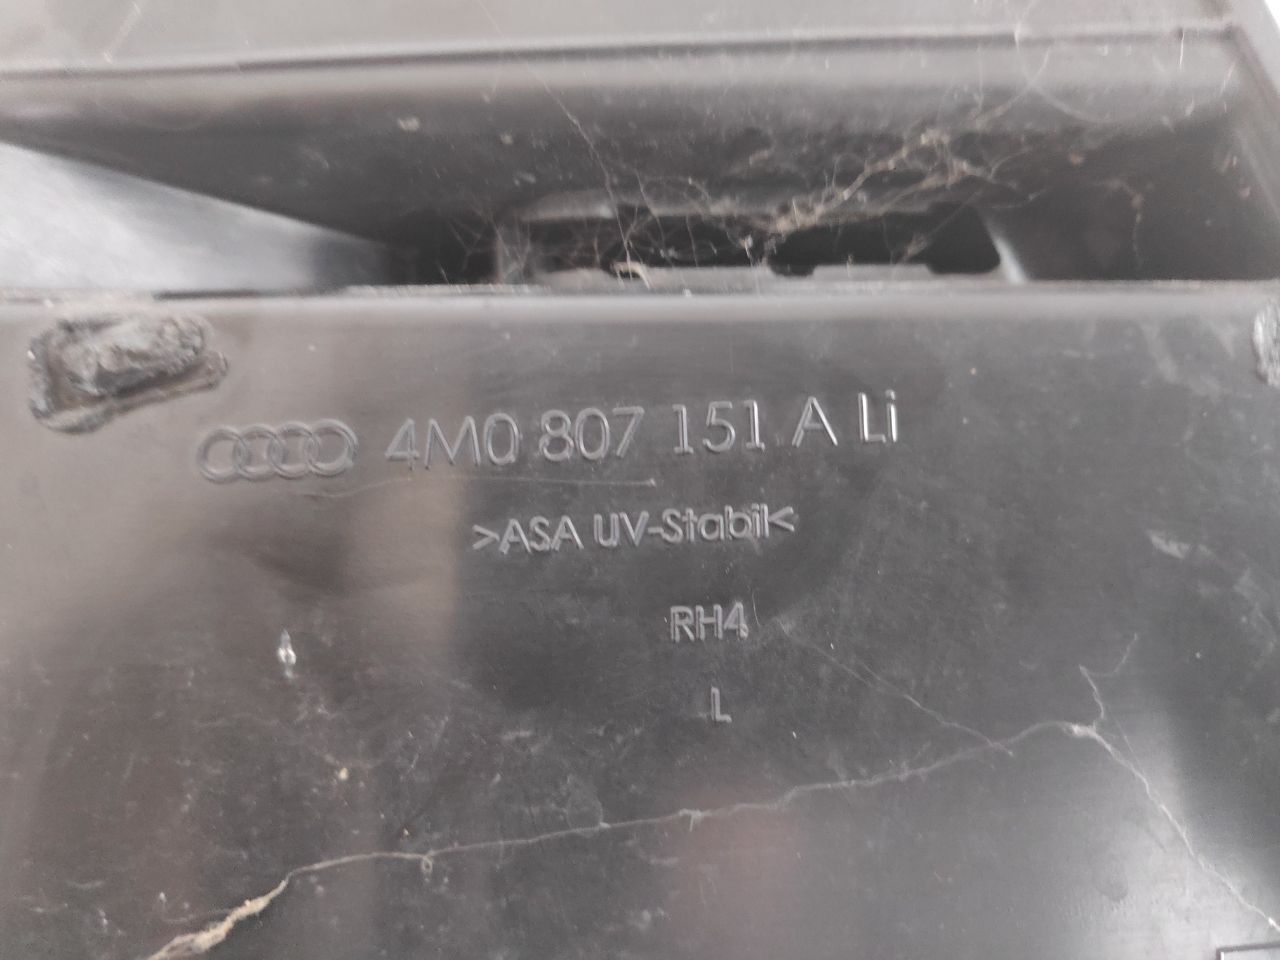 4M0 807 151 A Li
>ASA UV-Stabil<
RH4
L